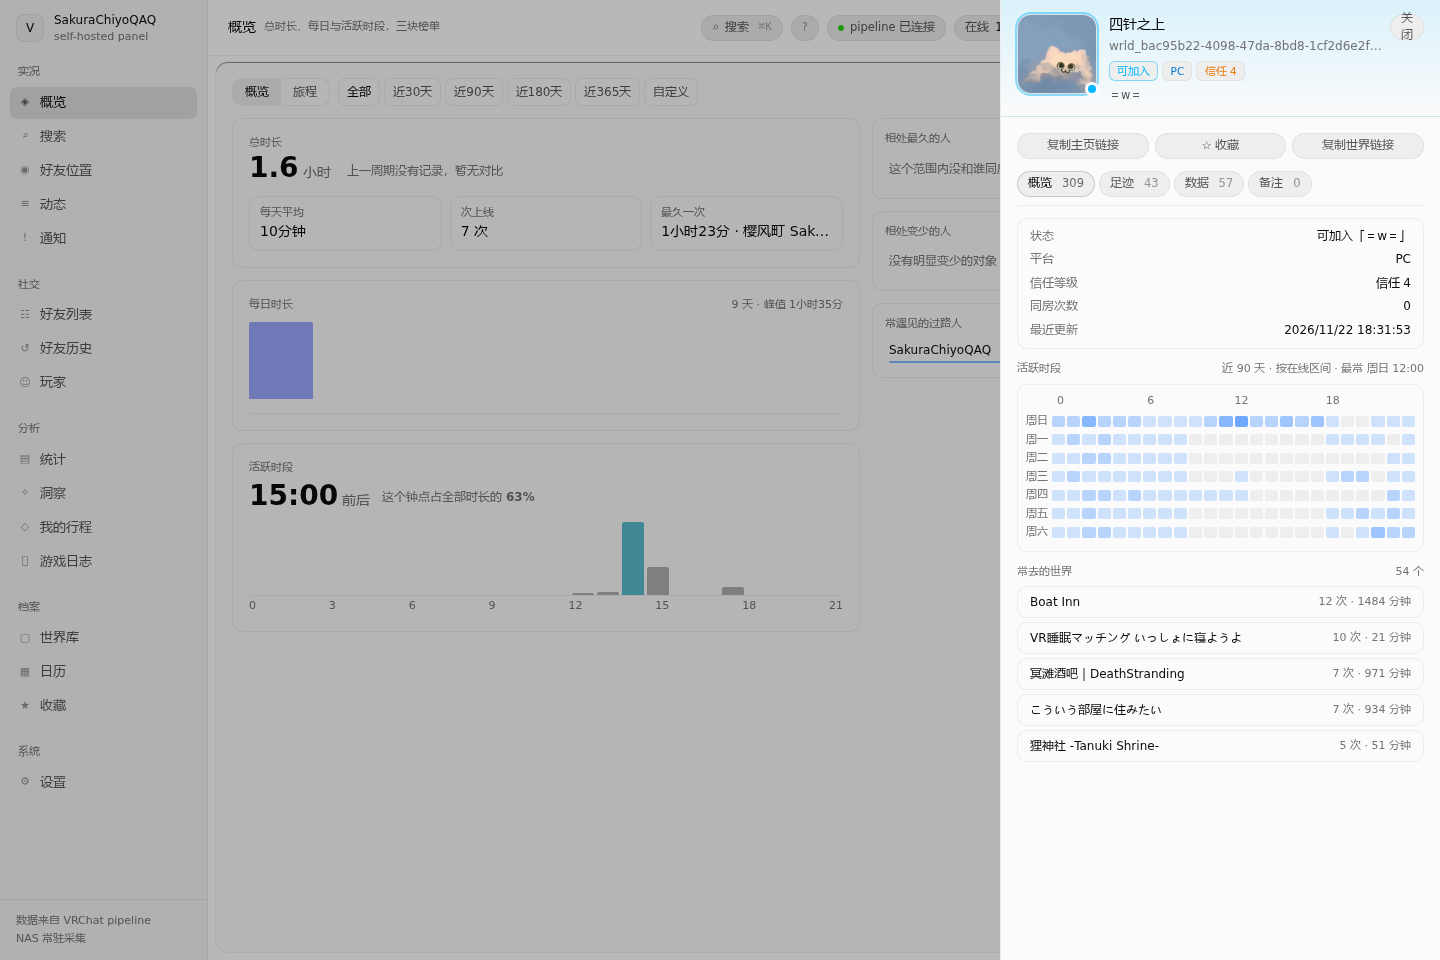 V
SakuraChiyoQAQ
self-hosted panel
实况
概览
搜索
好友位置
动态
通知
社交
好友列表
好友历史
玩家
分析
统计
洞察
我的行程
游戏日志
档案
世界库
日历
收藏
系统
设置
数据来自 VRChat pipeline
NAS 常驻采集
概览 总时长、每日与活跃时段，三块榜单
搜索 ⌘K
?
pipeline 已连接
在线 1
概览 旅程 全部 近30天 近90天 近180天 近365天 自定义
总时长
1.6 小时 上一周期没有记录，暂无对比
每天平均
10分钟
次上线
7 次
最久一次
1小时23分 · 樱风町 Sak…
每日时长 9 天 · 峰值 1小时35分
活跃时段
15:00 前后 这个钟点占全部时长的 63%
0 3 6 9 12 15 18 21
相处最久的人
这个范围内没和谁同
相处变少的人
没有明显变少的对象
常遇见的过路人
SakuraChiyoQAQ
四针之上
wrld_bac95b22-4098-47da-8bd8-1cf2d6e2f…
可加入 PC 信任 4
＝w＝
关闭
复制主页链接 ☆ 收藏 复制世界链接
概览 309 足迹 43 数据 57 备注 0
状态 可加入「＝w＝」
平台 PC
信任等级 信任 4
同房次数 0
最近更新 2026/11/22 18:31:53
活跃时段 近 90 天 · 按在线区间 · 最常 周日 12:00
0 6 12 18
周日
周一
周二
周三
周四
周五
周六
常去的世界 54 个
Boat Inn 12 次 · 1484 分钟
VR睡眠マッチング いっしょに寝ようよ 10 次 · 21 分钟
冥滩酒吧 | DeathStranding 7 次 · 971 分钟
こういう部屋に住みたい 7 次 · 934 分钟
狸神社 -Tanuki Shrine- 5 次 · 51 分钟